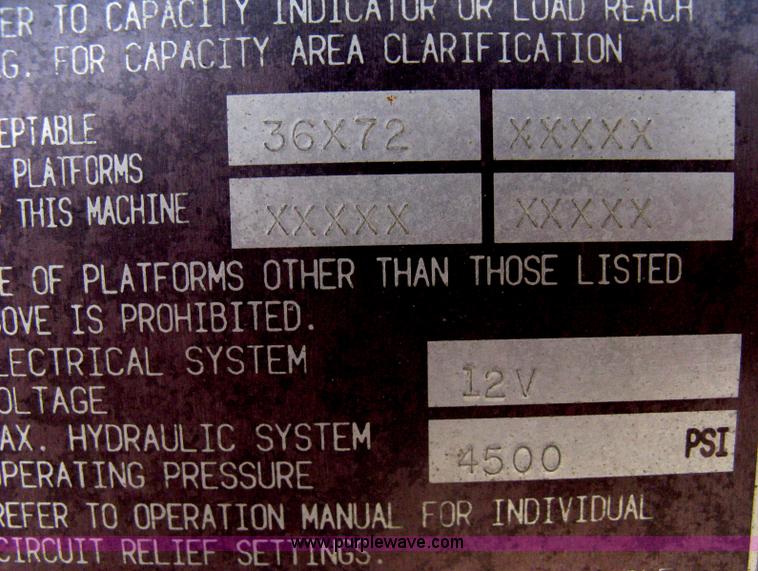 ER TO CAPACITY INDICATOR OR LOAD REACH
G. FOR CAPACITY AREA CLARIFICATION
EPTABLE
36X72 XXXXX
PLATFORMS
THIS MACHINE
XXXXX XXXXX
E OF PLATFORMS OTHER THAN THOSE LISTED
OVE IS PROHIBITED.
LECTRICAL SYSTEM
OLTAGE
12V
AX. HYDRAULIC SYSTEM
OPERATING PRESSURE
4500 PSI
REFER TO OPERATION MANUAL FOR INDIVIDUAL
CIRCUIT RELIEF SETTINGS.
www.purplewave.com